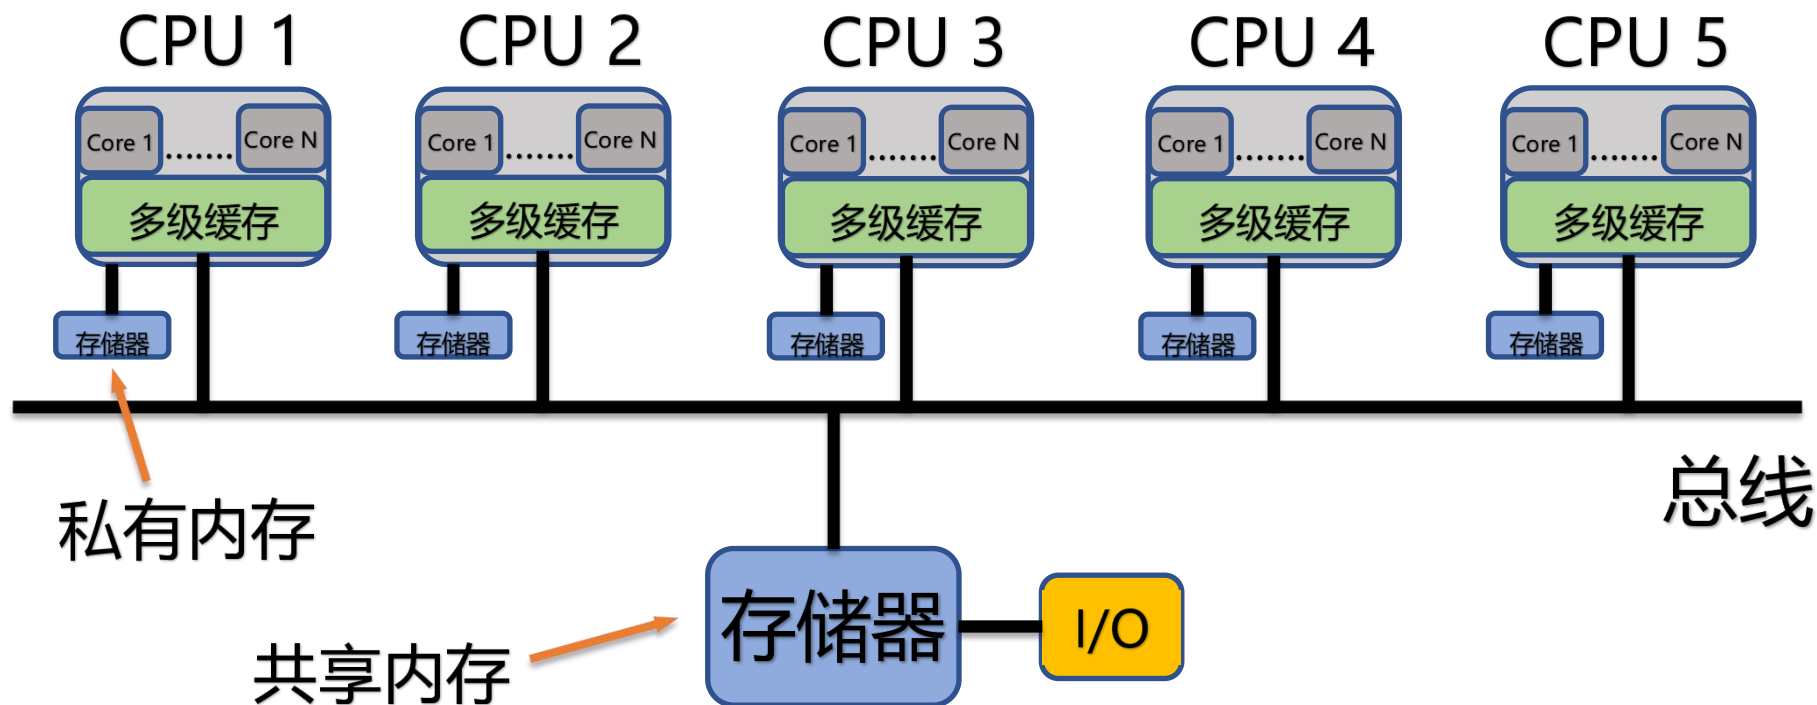 CPU 1 CPU 2 CPU 3 CPU 4 CPU 5
Core 1 ....... Core N Core 1 ....... Core N Core 1 ....... Core N Core 1 ....... Core N Core 1 ....... Core N
多级缓存 多级缓存 多级缓存 多级缓存 多级缓存
存储器 存储器 存储器 存储器 存储器
总线
私有内存
存储器 I/O
共享内存